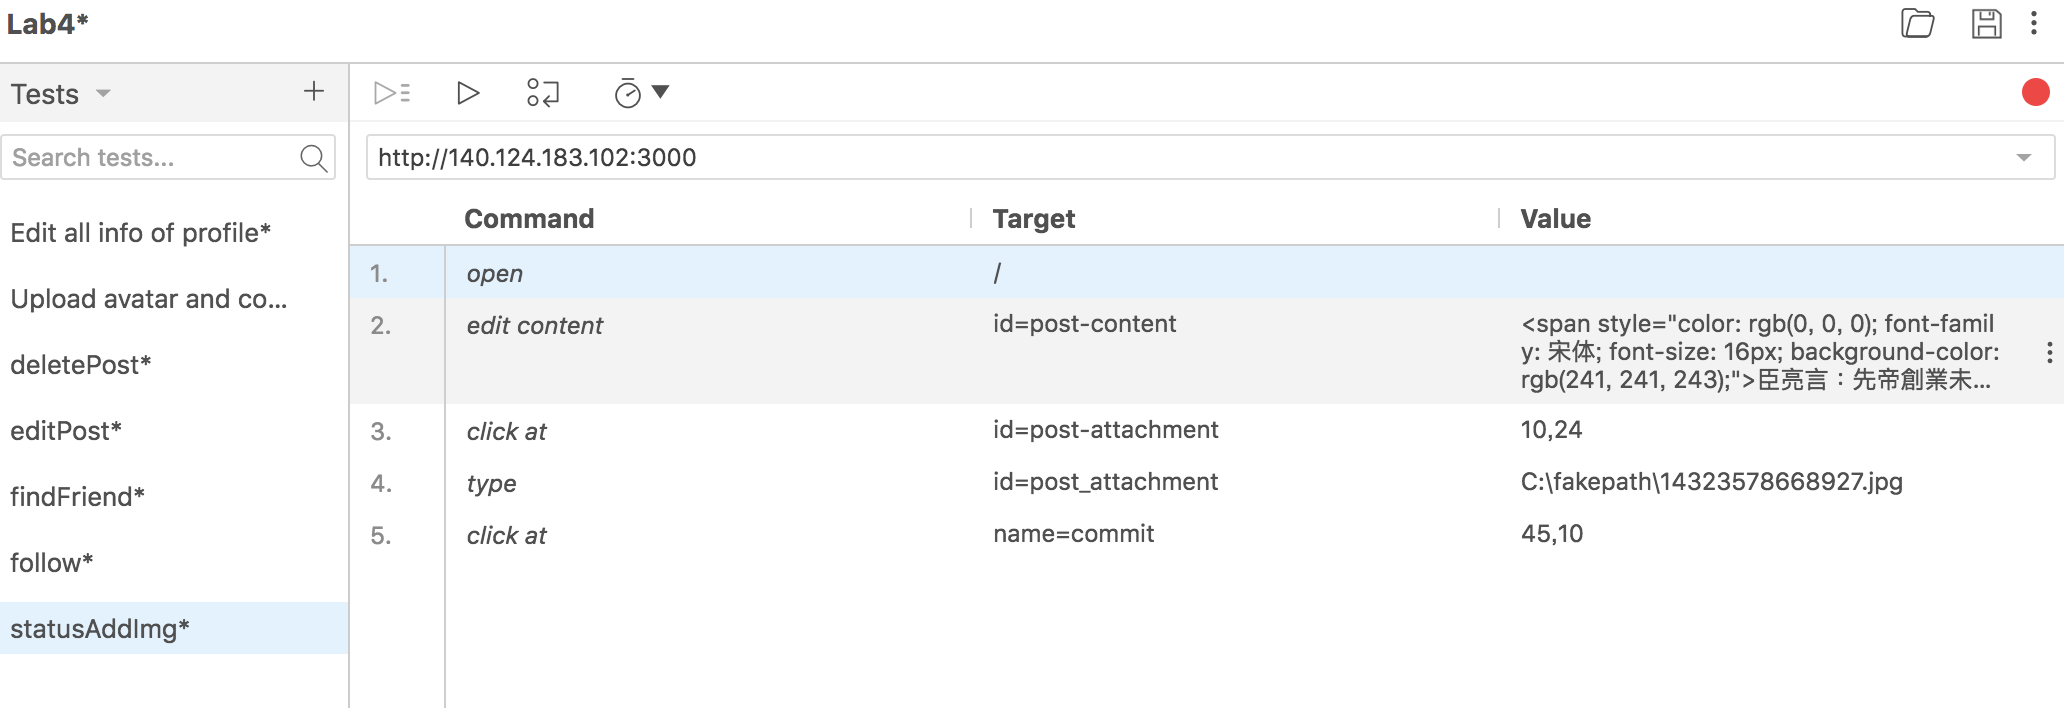 Lab4*
Tests
Search tests...
Edit all info of profile*
Upload avatar and co...
deletePost*
editPost*
findFriend*
follow*
statusAddImg*
http://140.124.183.102:3000
Command Target Value
1. open /
2. edit content id=post-content <span style="color: rgb(0, 0, 0); font-famil
y: 宋体; font-size: 16px; background-color:
rgb(241, 241, 243);">臣亮言：先帝創業未...
3. click at id=post-attachment 10,24
4. type id=post_attachment C:\fakepath\14323578668927.jpg
5. click at name=commit 45,10